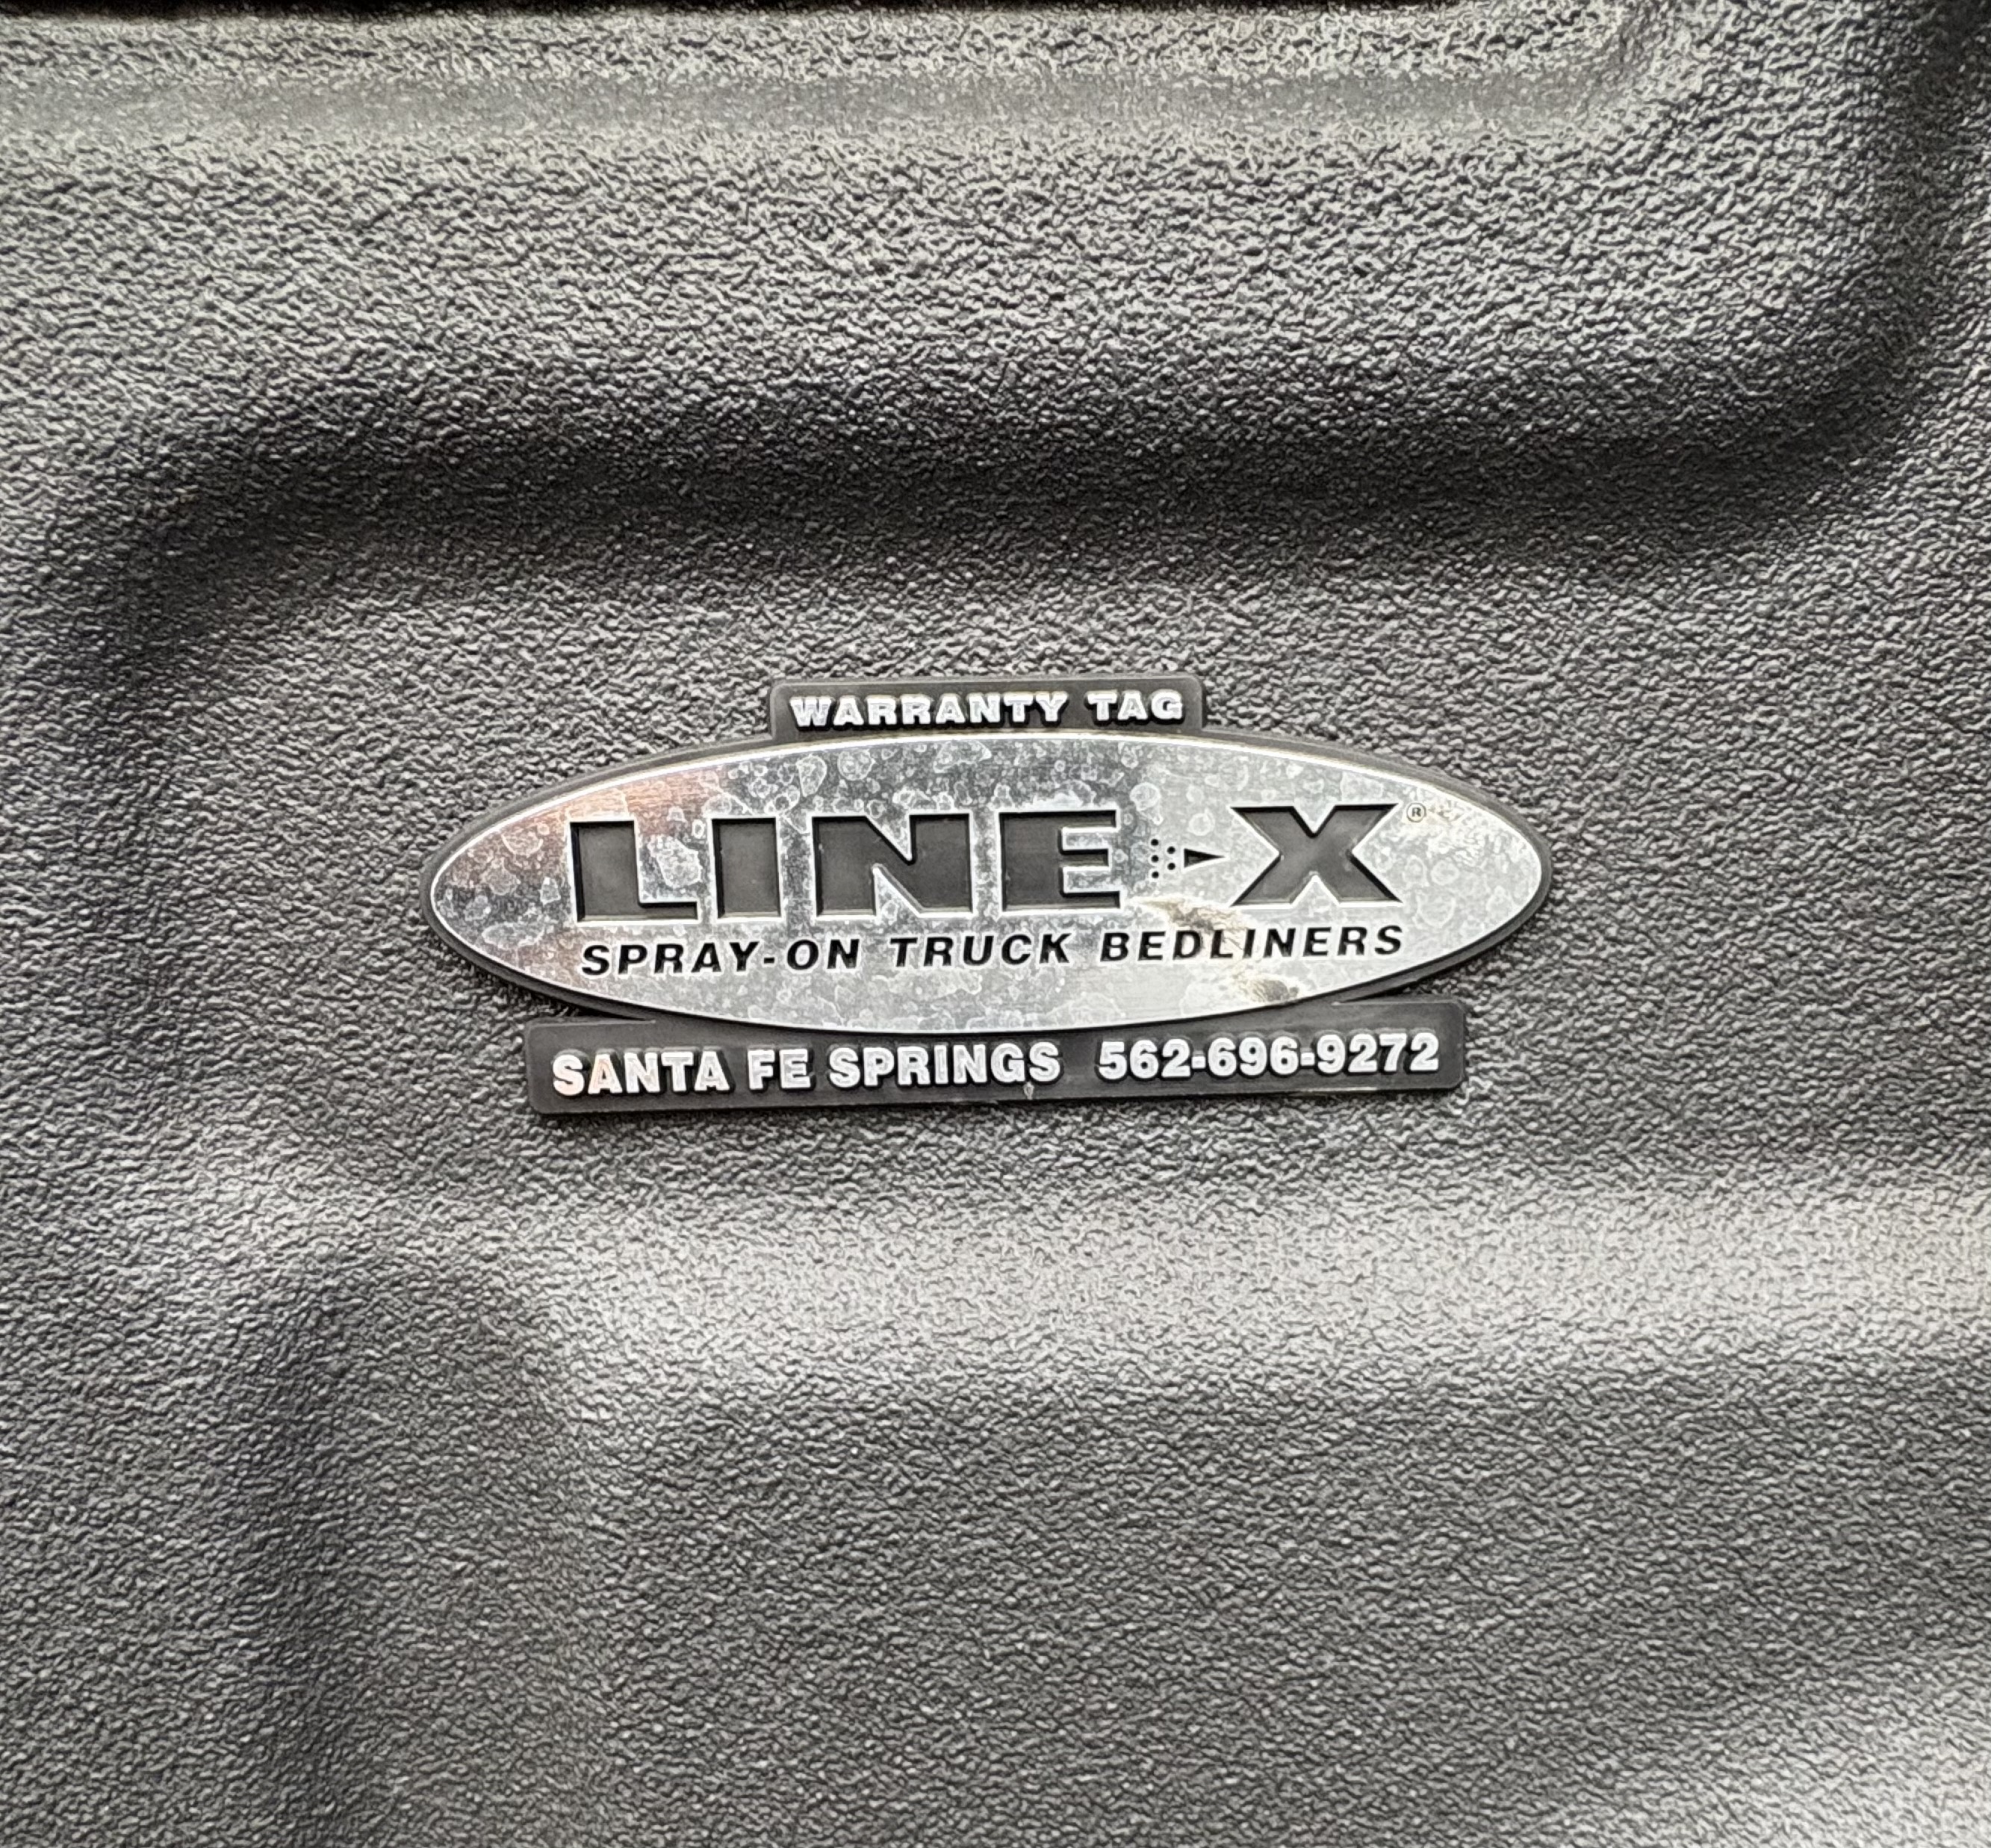 WARRANTY TAG
LINE-X®
SPRAY-ON TRUCK BEDLINERS
SANTA FE SPRINGS 562-696-9272